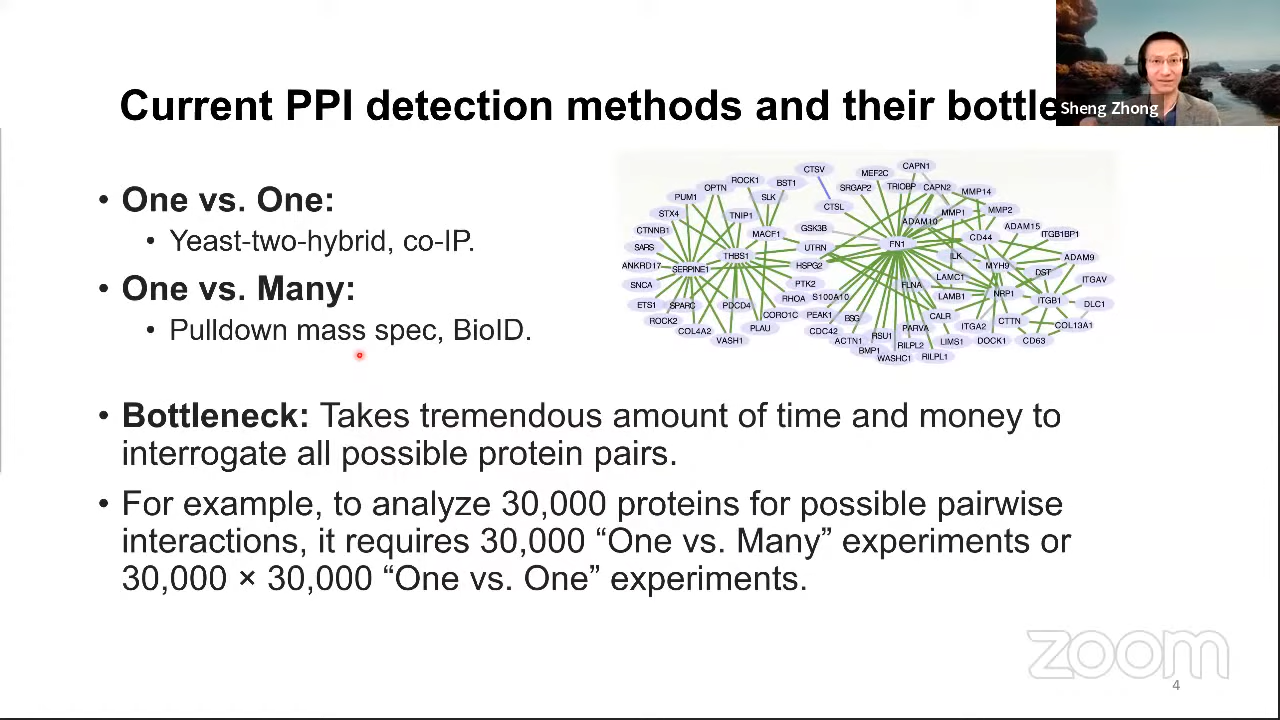 Current PPI detection methods and their bottle
Sheng Zhong
• One vs. One:
• Yeast-two-hybrid, co-IP.
• One vs. Many:
• Pulldown mass spec, BioID.
CTSV
CAPN1
MEF2C
ROCK1
BST1
OPTN
SRGAP2
TRIOBP
CAPN2
MMP14
PUM1
SLK
CTSL
STX4
TNIP1
MMP1
MMP2
ADAM10
CTNNB1
MACF1
GSK3B
ADAM15
ITGB1BP1
CD44
SARS
UTRN
FN1
THBS1
ILK
ADAM9
ANKRD17
SERPINE1
HSPG2
MYH9
DST
SNCA
PTK2
FLNA
LAMC1
ITGAV
NRP1
ETS1
SPARC
PDCD4
RHOA
S100A10
LAMB1
ITGB1
DLC1
ROCK2
CORO1C
PEAK1
BSG
CALR
CTTN
COL13A1
COL4A2
PLAU
CDC42
PARVA
ITGA2
VASH1
ACTN1
RSU1
LIMS1
DOCK1
CD63
BMP1
RILPL2
WASHC1
RILPL1
• Bottleneck: Takes tremendous amount of time and money to
interrogate all possible protein pairs.
• For example, to analyze 30,000 proteins for possible pairwise
interactions, it requires 30,000 “One vs. Many” experiments or
30,000 × 30,000 “One vs. One” experiments.
zoom
4